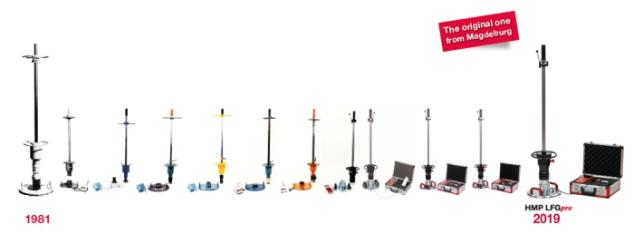 The original one
from Magdeburg
1981
HMP LFGpro
2019